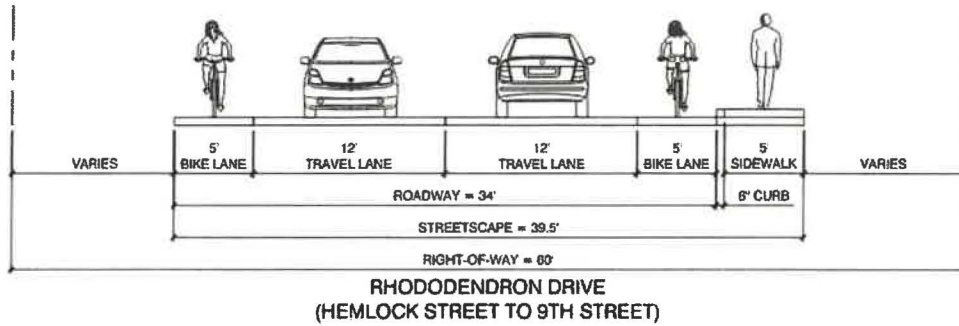 VARIES
5'
BIKE LANE
12'
TRAVEL LANE
12'
TRAVEL LANE
5'
BIKE LANE
5'
SIDEWALK
VARIES
ROADWAY = 34'
6" CURB
STREETSCAPE = 39.5'
RIGHT-OF-WAY = 60'
RHODODENDRON DRIVE
(HEMLOCK STREET TO 9TH STREET)